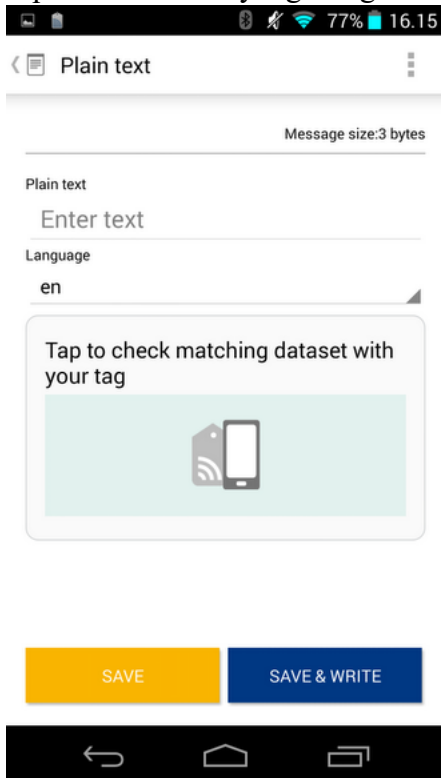 77% 16.15
Plain text
Message size:3 bytes
Plain text
Enter text
Language
en
Tap to check matching dataset with
your tag
SAVE
SAVE & WRITE